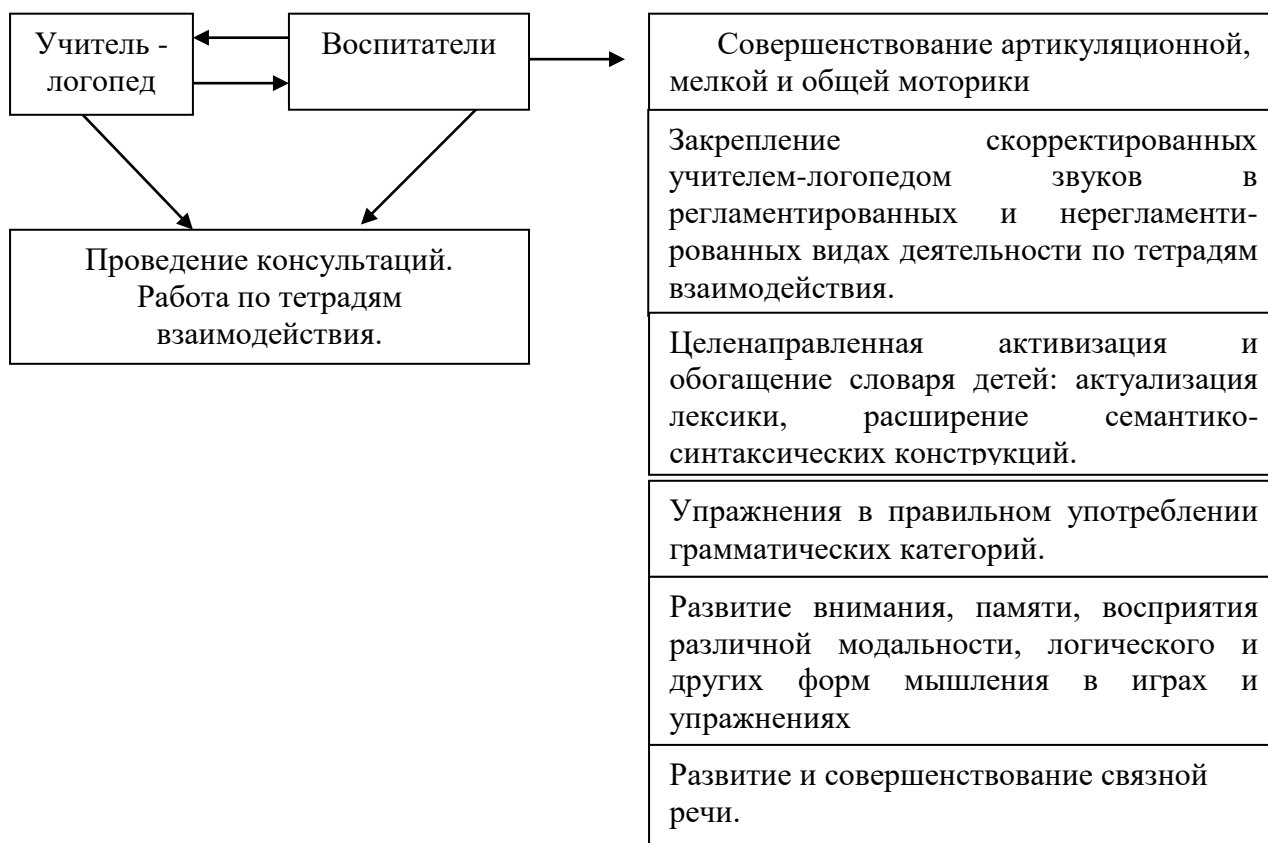 Учитель -
логопед
Воспитатели
Проведение консультаций.
Работа по тетрадям
взаимодействия.
Совершенствование артикуляционной,
мелкой и общей моторики
Закрепление скорректированных
учителем-логопедом звуков в
регламентированных и нерегламенти-
рованных видах деятельности по тетрадям
взаимодействия.
Целенаправленная активизация и
обогащение словаря детей: актуализация
лексики, расширение семантико-
синтаксических конструкций.
Упражнения в правильном употреблении
грамматических категорий.
Развитие внимания, памяти, восприятия
различной модальности, логического и
других форм мышления в играх и
упражнениях
Развитие и совершенствование связной
речи.